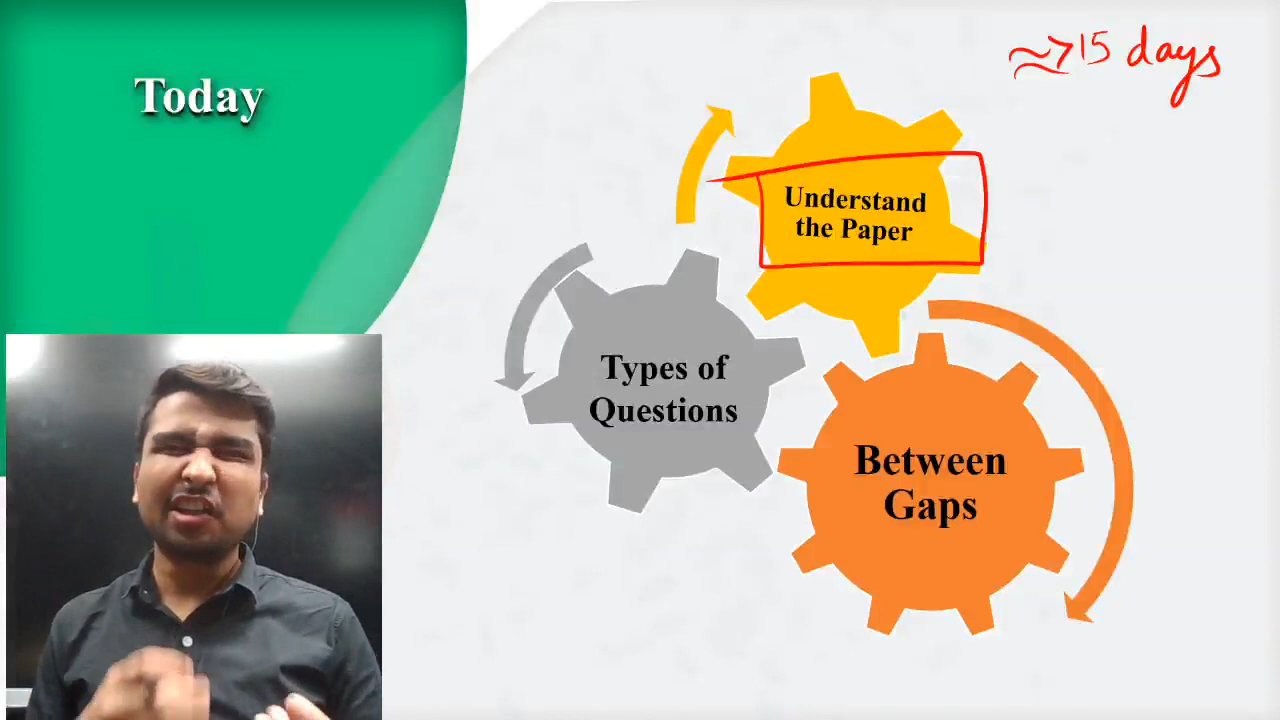 Today
≈>15 days
Understand
the Paper
Types of
Questions
Between
Gaps